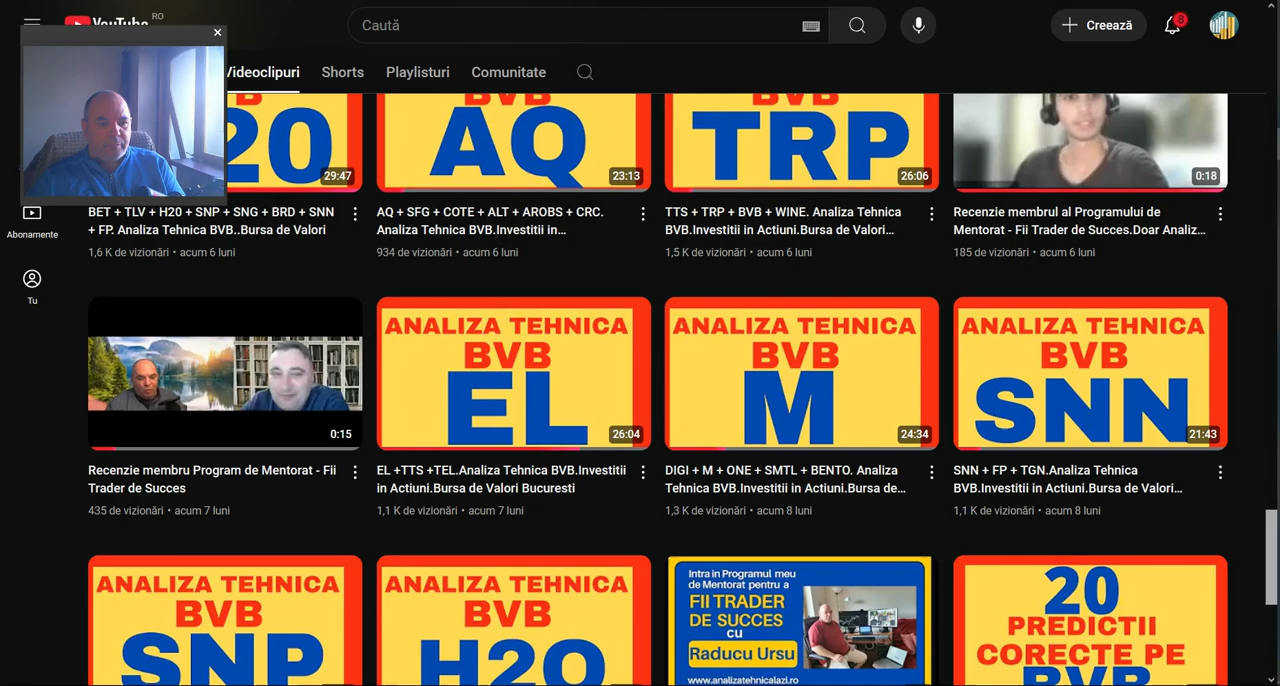 YouTube
RO
Caută
Creează
8
Videoclipuri
Shorts
Playlisturi
Comunitate
Abonamente
Tu
BVB
20
29:47
BET + TLV + H20 + SNP + SNG + BRD + SNN
+ FP. Analiza Tehnica BVB..Bursa de Valori
1,6 K de vizionări • acum 6 luni
BVB
AQ
23:13
AQ + SFG + COTE + ALT + AROBS + CRC.
Analiza Tehnica BVB.Investitii in...
934 de vizionări • acum 6 luni
BVB
TRP
26:06
TTS + TRP + BVB + WINE. Analiza Tehnica
BVB.Investitii in Actiuni.Bursa de Valori...
1,5 K de vizionări • acum 6 luni
0:18
Recenzie membrul al Programului de
Mentorat - Fii Trader de Succes.Doar Analiz...
185 de vizionări • acum 6 luni
0:15
Recenzie membru Program de Mentorat - Fii
Trader de Succes
435 de vizionări • acum 7 luni
ANALIZA TEHNICA
BVB
EL
26:04
EL +TTS +TEL.Analiza Tehnica BVB.Investitii
in Actiuni.Bursa de Valori Bucuresti
1,1 K de vizionări • acum 7 luni
ANALIZA TEHNICA
BVB
M
24:34
DIGI + M + ONE + SMTL + BENTO. Analiza
Tehnica BVB.Investitii in Actiuni.Bursa de...
1,3 K de vizionări • acum 8 luni
ANALIZA TEHNICA
BVB
SNN
21:43
SNN + FP + TGN.Analiza Tehnica
BVB.Investitii in Actiuni.Bursa de Valori...
1,1 K de vizionări • acum 8 luni
ANALIZA TEHNICA
BVB
SNP
ANALIZA TEHNICA
BVB
H2O
Intra in Programul meu
de Mentorat pentru a
FII TRADER
DE SUCCES
cu
Raducu Ursu
www.analizatehnicalazi.ro
20
PREDICTII
CORECTE PE
BVB